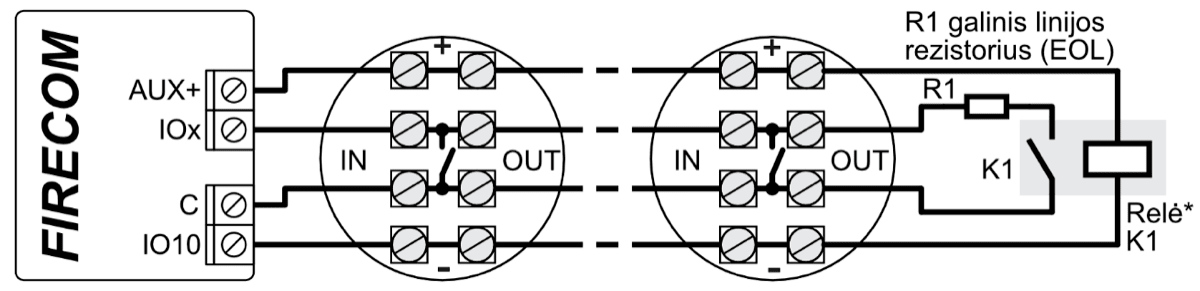 FIRECOM
AUX+
IOx
C
IO10
+
IN
OUT
-
+
IN
OUT
-
R1 galinis linijos
rezistorius (EOL)
R1
K1
Relė*
K1